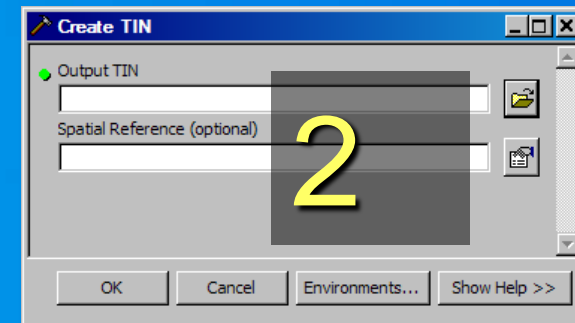 Create TIN
Output TIN
Spatial Reference (optional)
2
OK Cancel Environments... Show Help >>